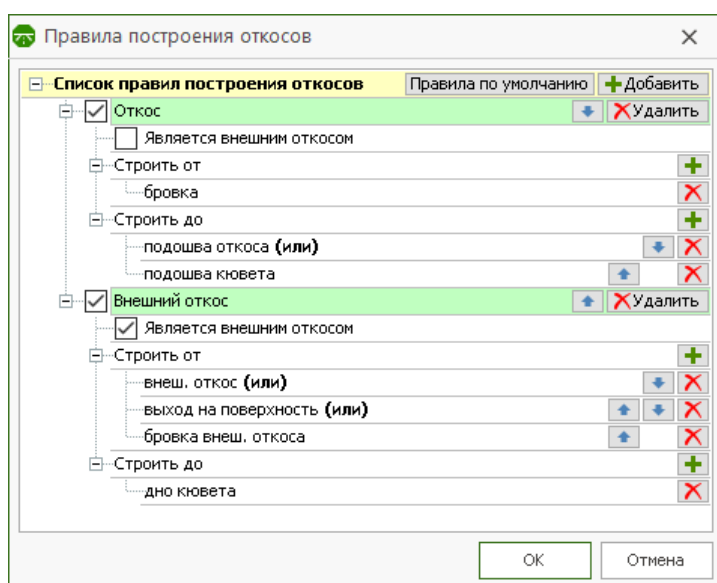 Правила построения откосов
Список правил построения откосов Правила по умолчанию Добавить
Откос Удалить
Является внешним откосом
Строить от
бровка
Строить до
подошва откоса (или)
подошва кювета
Внешний откос Удалить
Является внешним откосом
Строить от
внеш. откос (или)
выход на поверхность (или)
бровка внеш. откоса
Строить до
дно кювета
ОК Отмена